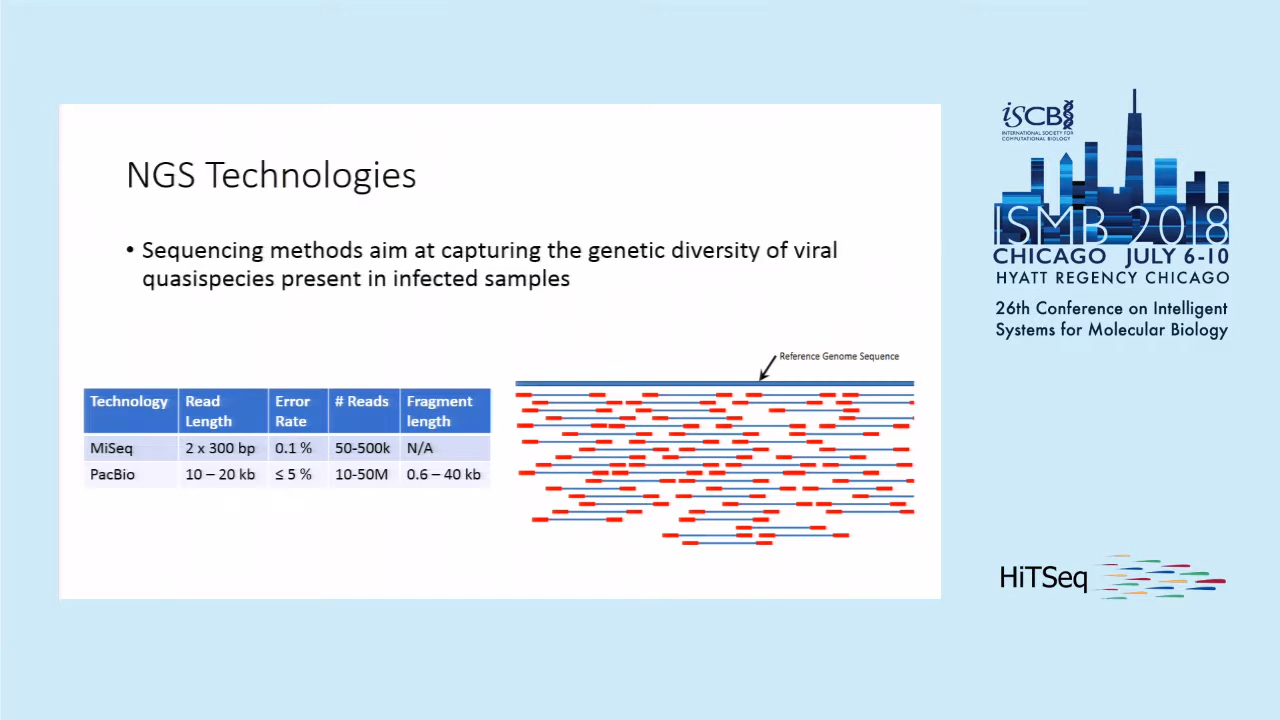 NGS Technologies
• Sequencing methods aim at capturing the genetic diversity of viral
quasispecies present in infected samples
Technology Read Length Error Rate # Reads Fragment length
MiSeq 2 x 300 bp 0.1 % 50-500k N/A
PacBio 10 – 20 kb ≤ 5 % 10-50M 0.6 – 40 kb
Reference Genome Sequence
iSCB
INTERNATIONAL SOCIETY FOR
COMPUTATIONAL BIOLOGY
ISMB 2018
CHICAGO JULY 6-10
HYATT REGENCY CHICAGO
26th Conference on Intelligent
Systems for Molecular Biology
HiTSeq